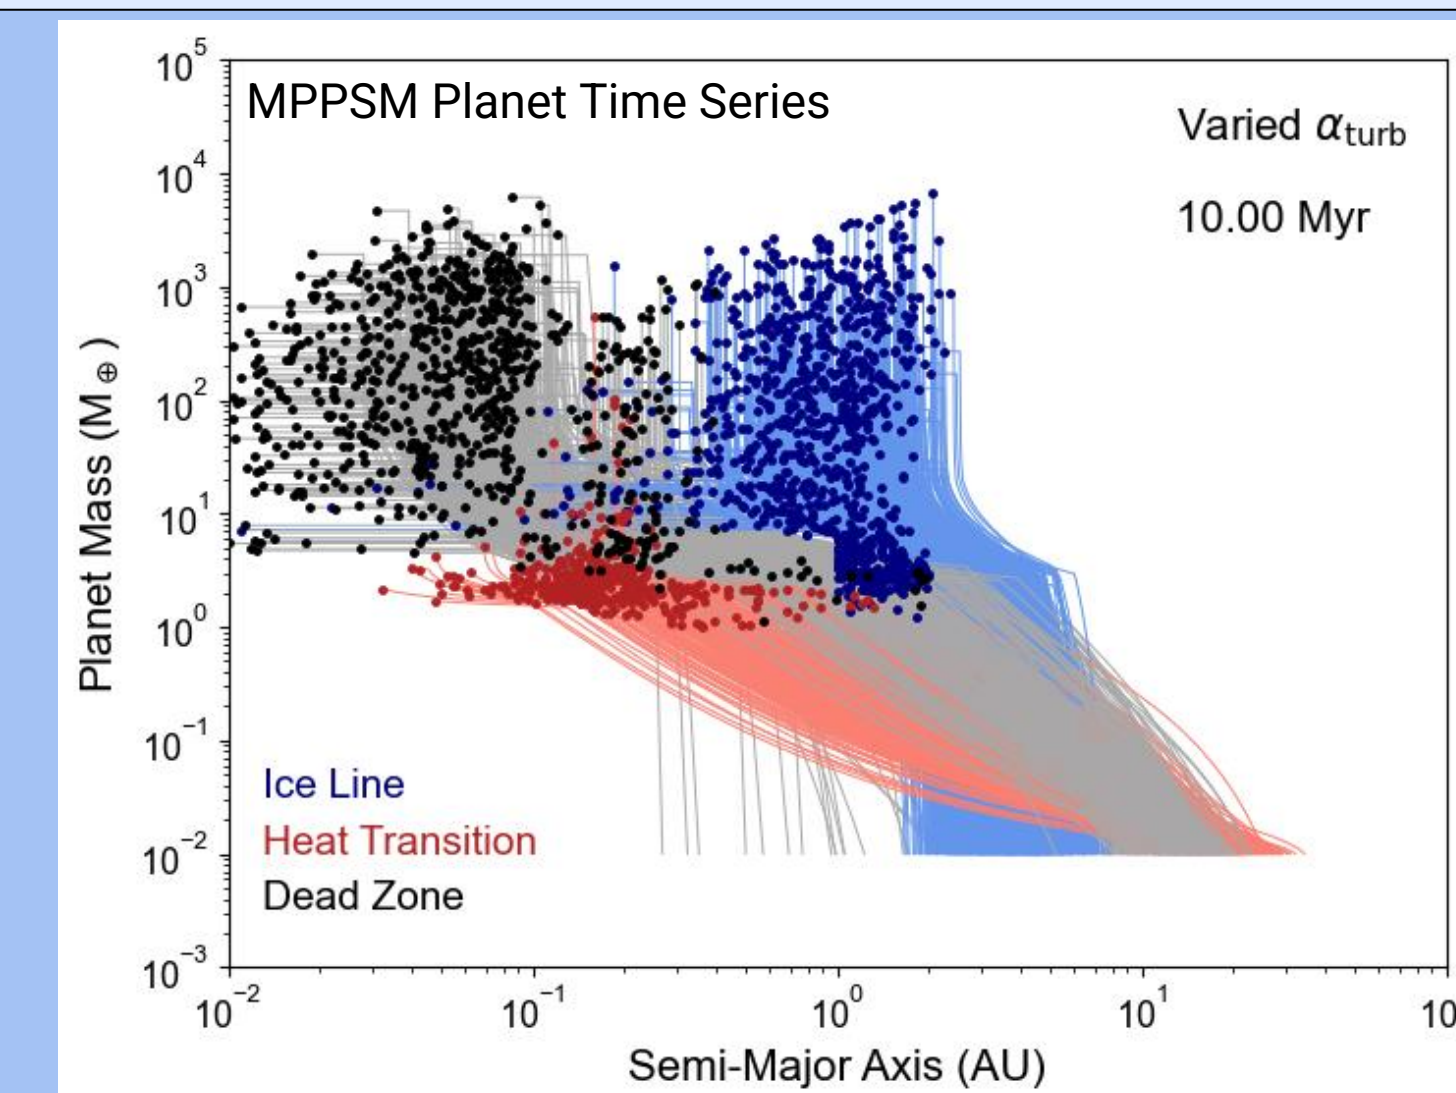 MPPSM Planet Time Series
Varied α_turb
10.00 Myr
Planet Mass (M ⊕)
10^5
10^4
10^3
10^2
10^1
10^0
10^−1
10^−2
10^−3
Ice Line
Heat Transition
Dead Zone
10^−2 10^−1 10^0 10^1 10
Semi-Major Axis (AU)